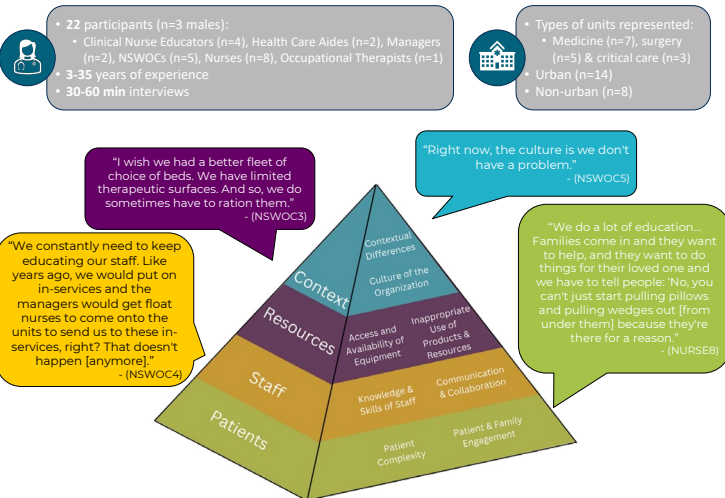 • 22 participants (n=3 males):
• Clinical Nurse Educators (n=4), Health Care Aides (n=2), Managers
(n=2), NSWOCs (n=5), Nurses (n=8), Occupational Therapists (n=1)
• 3-35 years of experience
• 30-60 min interviews
• Types of units represented:
• Medicine (n=7), surgery
(n=5) & critical care (n=3)
• Urban (n=14)
• Non-urban (n=8)
“I wish we had a better fleet of
choice of beds. We have limited
therapeutic surfaces. And so, we do
sometimes have to ration them.”
- (NSWOC3)
“Right now, the culture is we don't
have a problem.”
- (NSWOC5)
“We constantly need to keep
educating our staff. Like
years ago, we would put on
in-services and the
managers would get float
nurses to come onto the
units to send us to these in-
services, right? That doesn't
happen [anymore].”
- (NSWOC4)
“We do a lot of education...
Families come in and they want
to help, and they want to do
things for their loved one and
we have to tell people: 'No, you
can't just start pulling pillows
and pulling wedges out [from
under them] because they're
there for a reason.”
- (NURSE8)
Context
Contextual
Differences
Culture of the
Organization
Resources
Access and
Availability of
Equipment
Inappropriate
Use of
Products &
Resources
Staff
Knowledge &
Skills of Staff
Communication
& Collaboration
Patients
Patient
Complexity
Patient & Family
Engagement